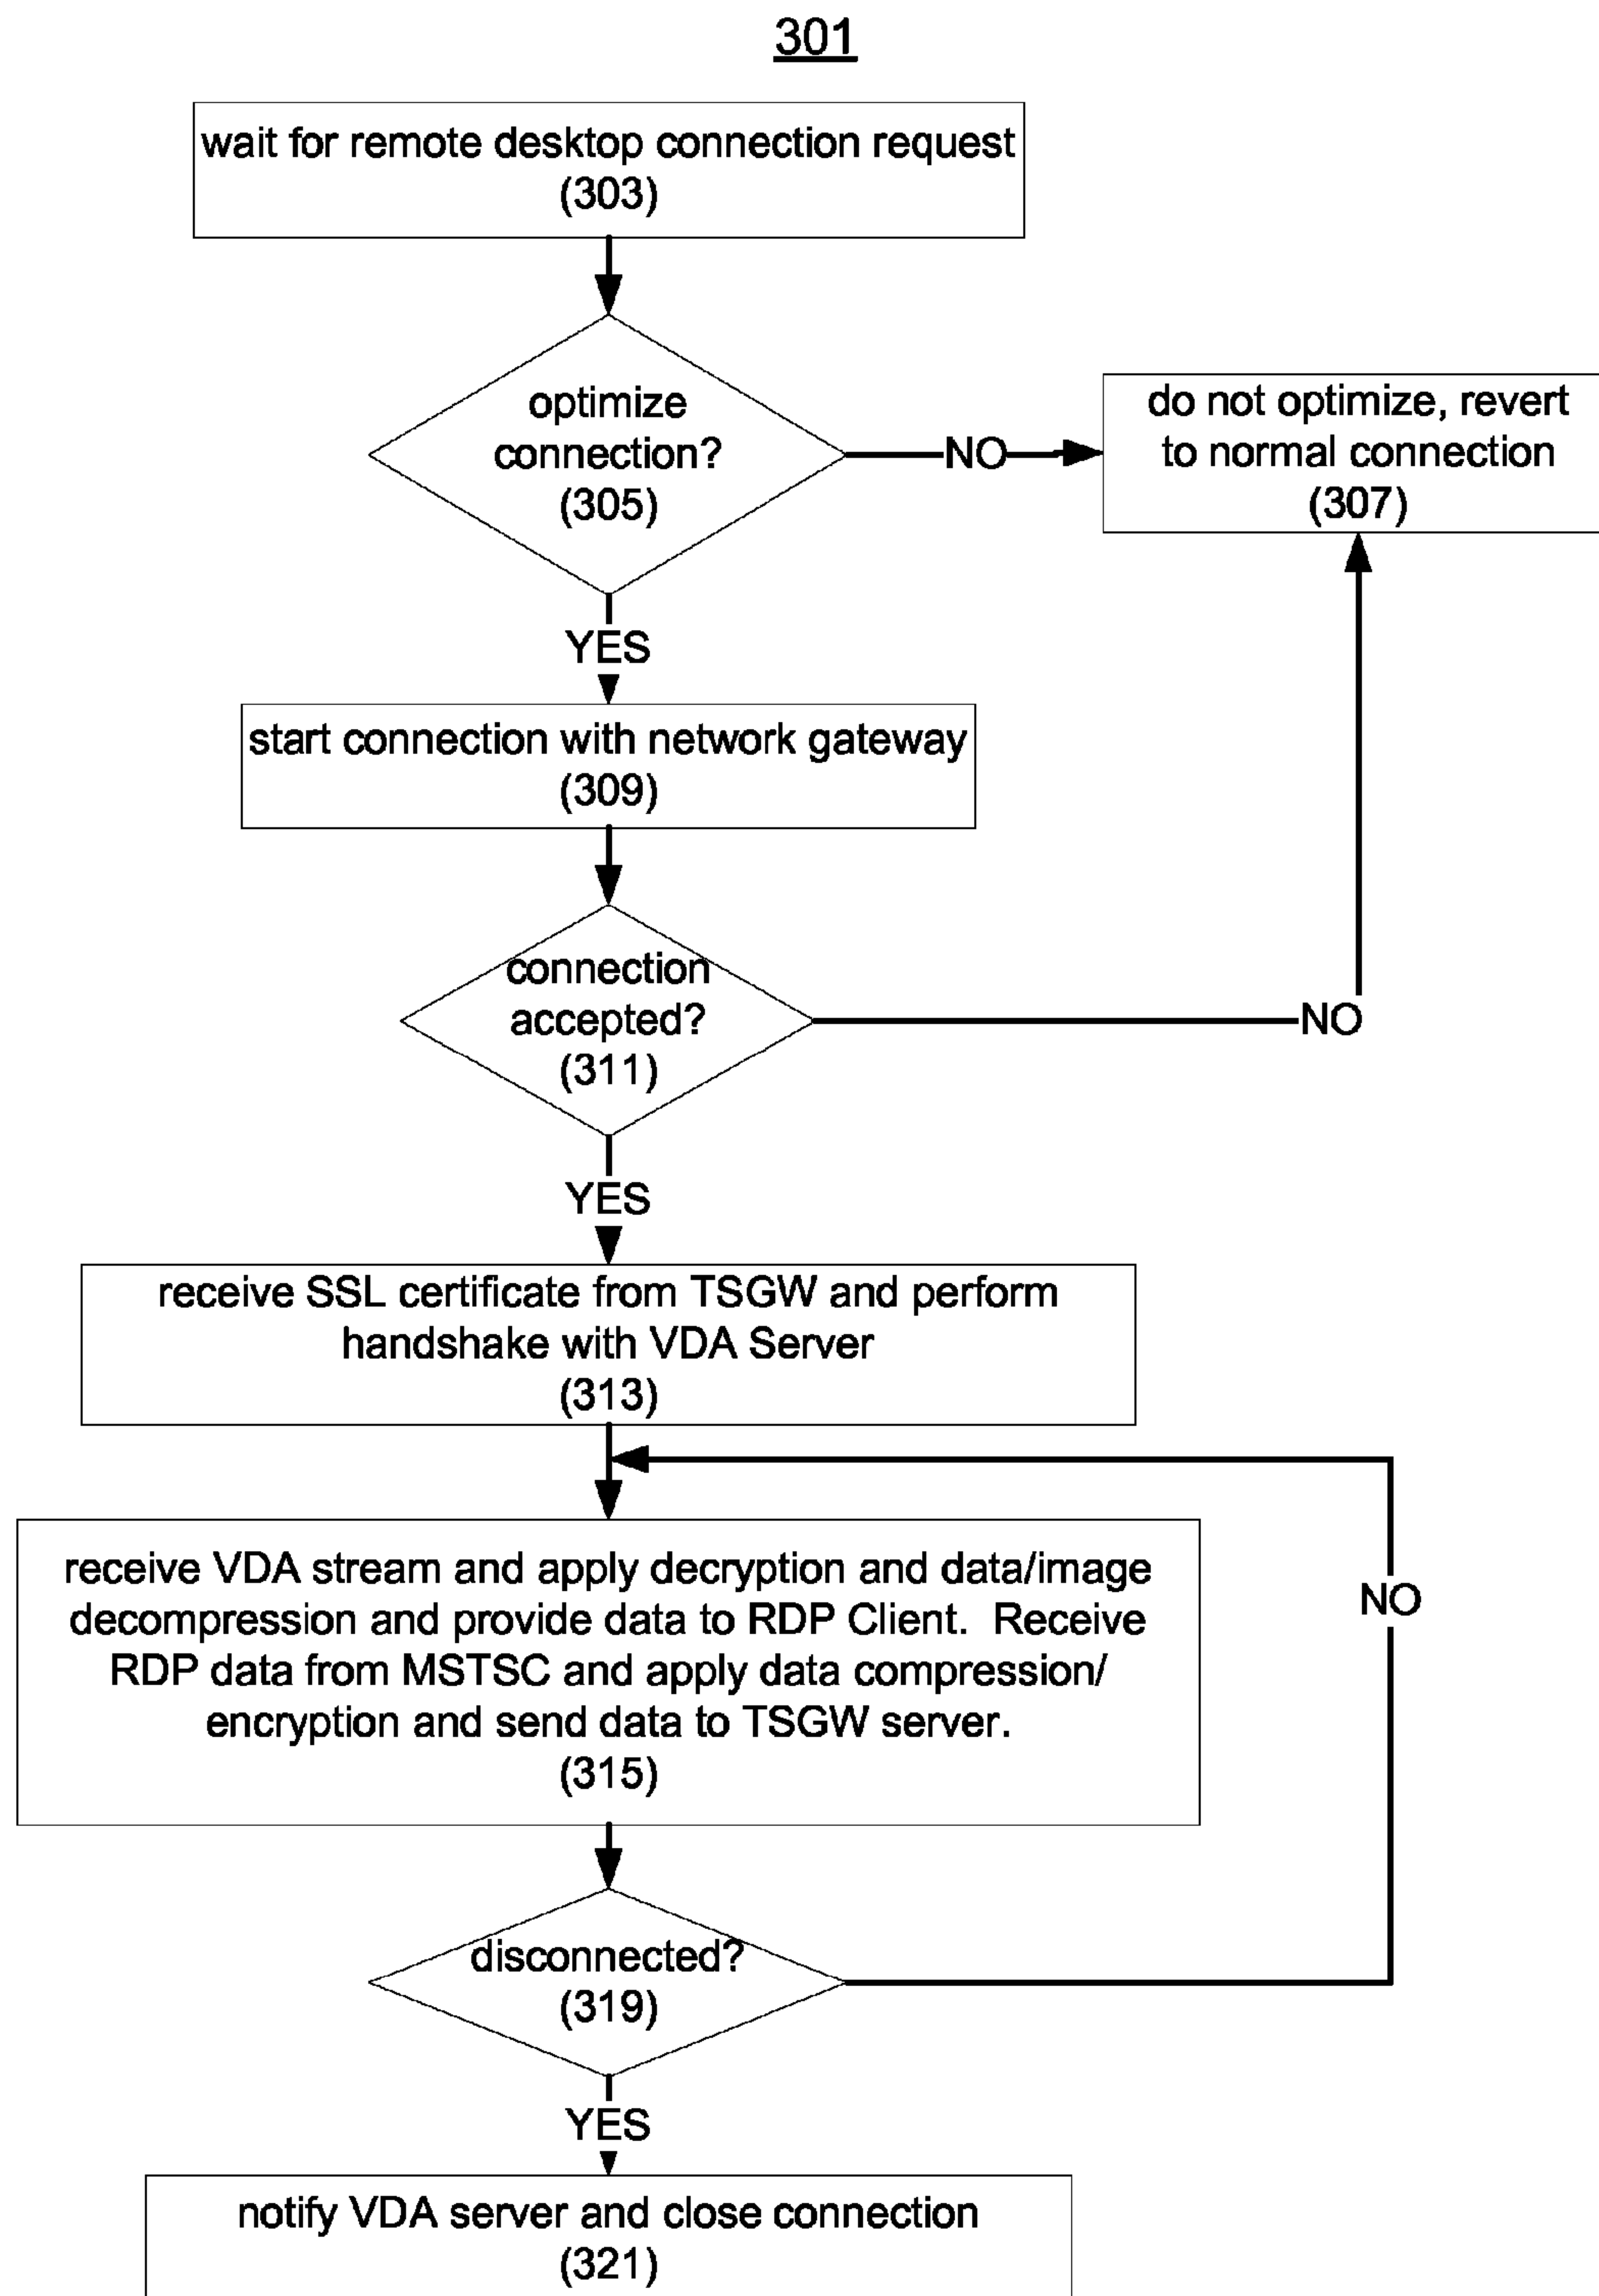 301
wait for remote desktop connection request
(303)
optimize
connection?
(305)
NO
do not optimize, revert
to normal connection
(307)
YES
start connection with network gateway
(309)
connection
accepted?
(311)
NO
YES
receive SSL certificate from TSGW and perform
handshake with VDA Server
(313)
receive VDA stream and apply decryption and data/image
decompression and provide data to RDP Client. Receive
RDP data from MSTSC and apply data compression/
encryption and send data to TSGW server.
(315)
NO
disconnected?
(319)
YES
notify VDA server and close connection
(321)